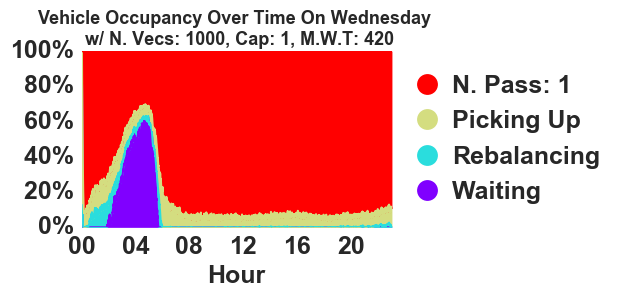 Vehicle Occupancy Over Time On Wednesday
w/ N. Vecs: 1000, Cap: 1, M.W.T: 420
100%
80%
60%
40%
20%
0%
00 04 08 12 16 20
Hour
N. Pass: 1
Picking Up
Rebalancing
Waiting